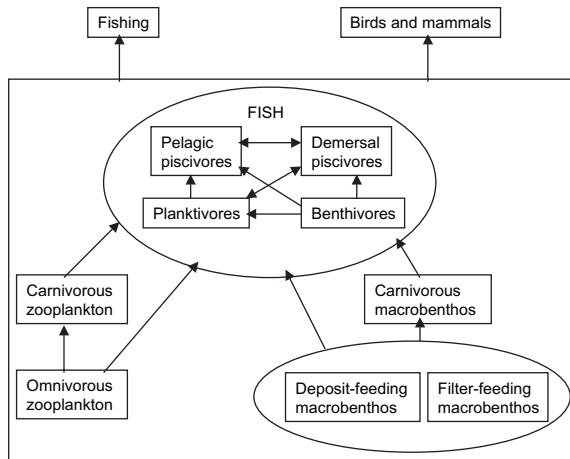 Fishing
Birds and mammals
FISH
Pelagic
piscivores
Demersal
piscivores
Planktivores
Benthivores
Carnivorous
zooplankton
Carnivorous
macrobenthos
Omnivorous
zooplankton
Deposit-feeding
macrobenthos
Filter-feeding
macrobenthos